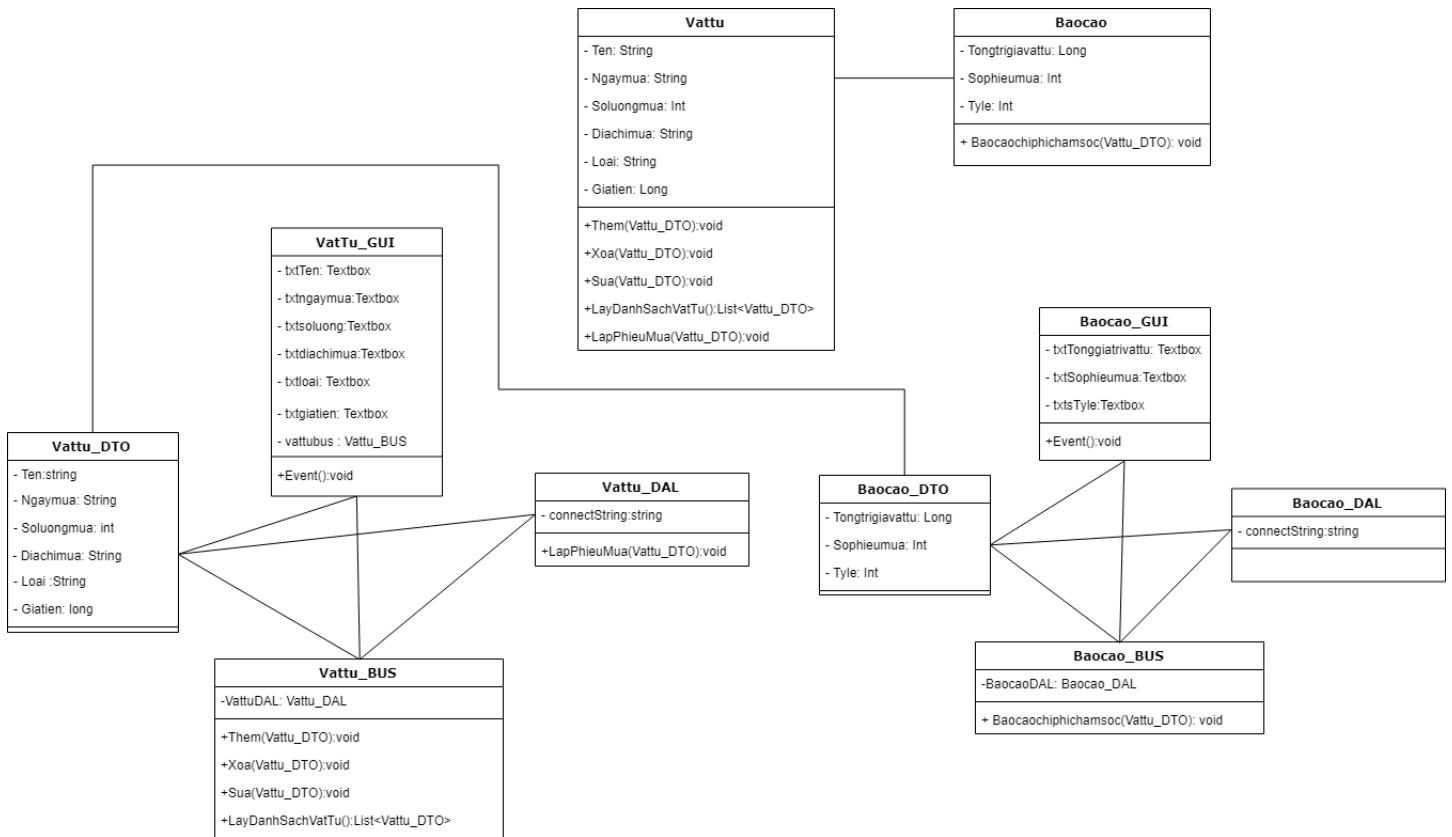 Vattu
- Ten: String
- Ngaymua: String
- Soluongmua: Int
- Diachimua: String
- Loai: String
- Giatien: Long
+Them(Vattu_DTO):void
+Xoa(Vattu_DTO):void
+Sua(Vattu_DTO):void
+LayDanhSachVatTu():List<Vattu_DTO>
+LapPhieuMua(Vattu_DTO):void
Baocao
- Tongtrigiavattu: Long
- Sophieumua: Int
- Tyle: Int
+ Baocaochiphichamsoc(Vattu_DTO): void
VatTu_GUI
- txtTen: Textbox
- txtngaymua:Textbox
- txtsoluong:Textbox
- txtdiachimua:Textbox
- txtloai: Textbox
- txtgiatien: Textbox
- vattubus : Vattu_BUS
+Event():void
Vattu_DTO
- Ten:string
- Ngaymua: String
- Soluongmua: int
- Diachimua: String
- Loai :String
- Giatien: long
Vattu_DAL
- connectString:string
+LapPhieuMua(Vattu_DTO):void
Vattu_BUS
-VattuDAL: Vattu_DAL
+Them(Vattu_DTO):void
+Xoa(Vattu_DTO):void
+Sua(Vattu_DTO):void
+LayDanhSachVatTu():List<Vattu_DTO>
Baocao_GUI
- txtTonggiatrivattu: Textbox
- txtSophieumua:Textbox
- txtsTyle:Textbox
+Event():void
Baocao_DTO
- Tongtrigiavattu: Long
- Sophieumua: Int
- Tyle: Int
Baocao_DAL
- connectString:string
Baocao_BUS
-BaocaoDAL: Baocao_DAL
+ Baocaochiphichamsoc(Vattu_DTO): void